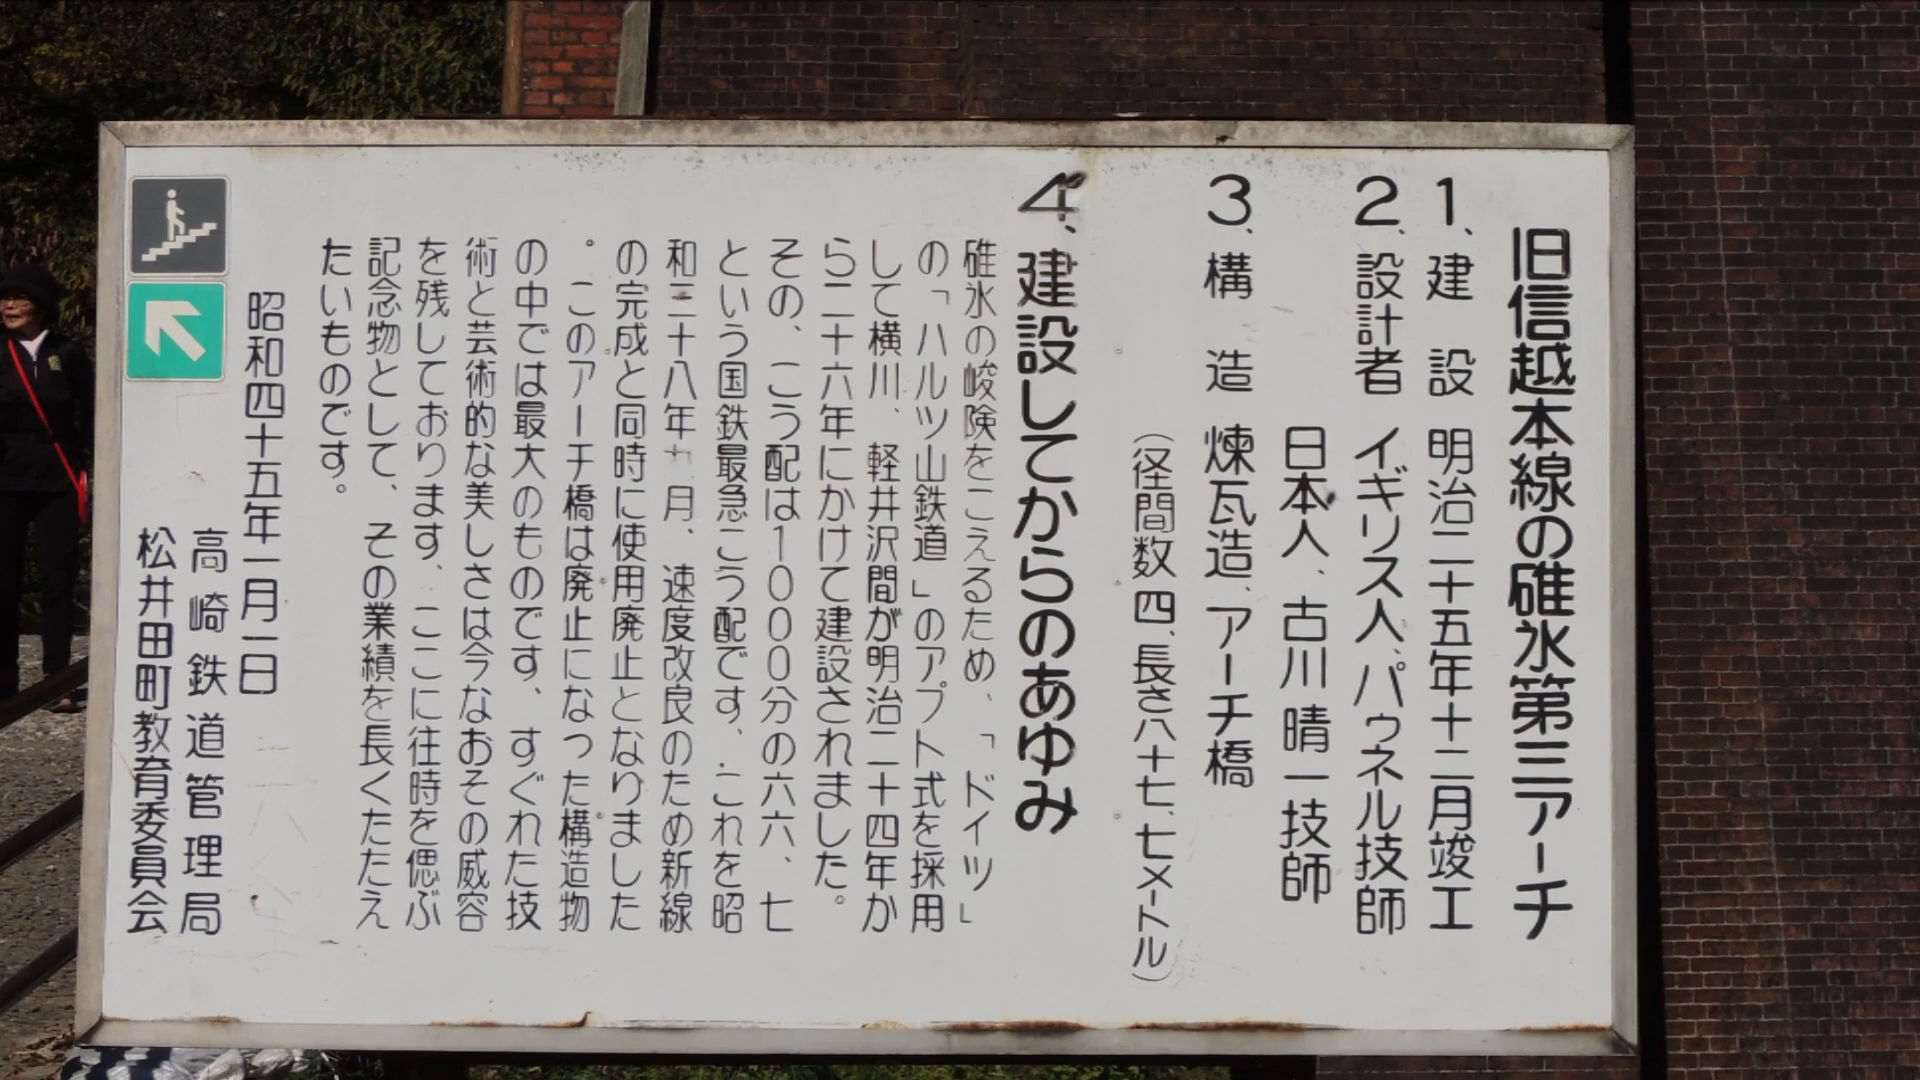 旧信越本線の碓氷第三アーチ
1、建 設 明治二十五年十二月竣工
2、設計者 イギリス人、パゥネル技師
日本人、古川晴一技師
3、構 造 煉瓦造、アーチ橋
(径間数四、長さ八十七、七メートル)
4、建設してからのあゆみ
碓氷の峻険をこえるため、「ドイツ」
の「ハルツ山鉄道」のアプト式を採用
して横川、軽井沢間が明治二十四年か
ら二十六年にかけて建設されました。
その、こう配は1000分の六六、七
という国鉄最急こう配です、これを昭
和三十八年九月、速度改良のため新線
の完成と同時に使用廃止となりました
。このアーチ橋は廃止になった構造物
の中では最大のものです、すぐれた技
術と芸術的な美しさは今なおその威容
を残しております、ここに往時を偲ぶ
記念物として、その業績を長くたたえ
たいものです。
昭和四十五年一月一日
高崎鉄道管理局
松井田町教育委員会